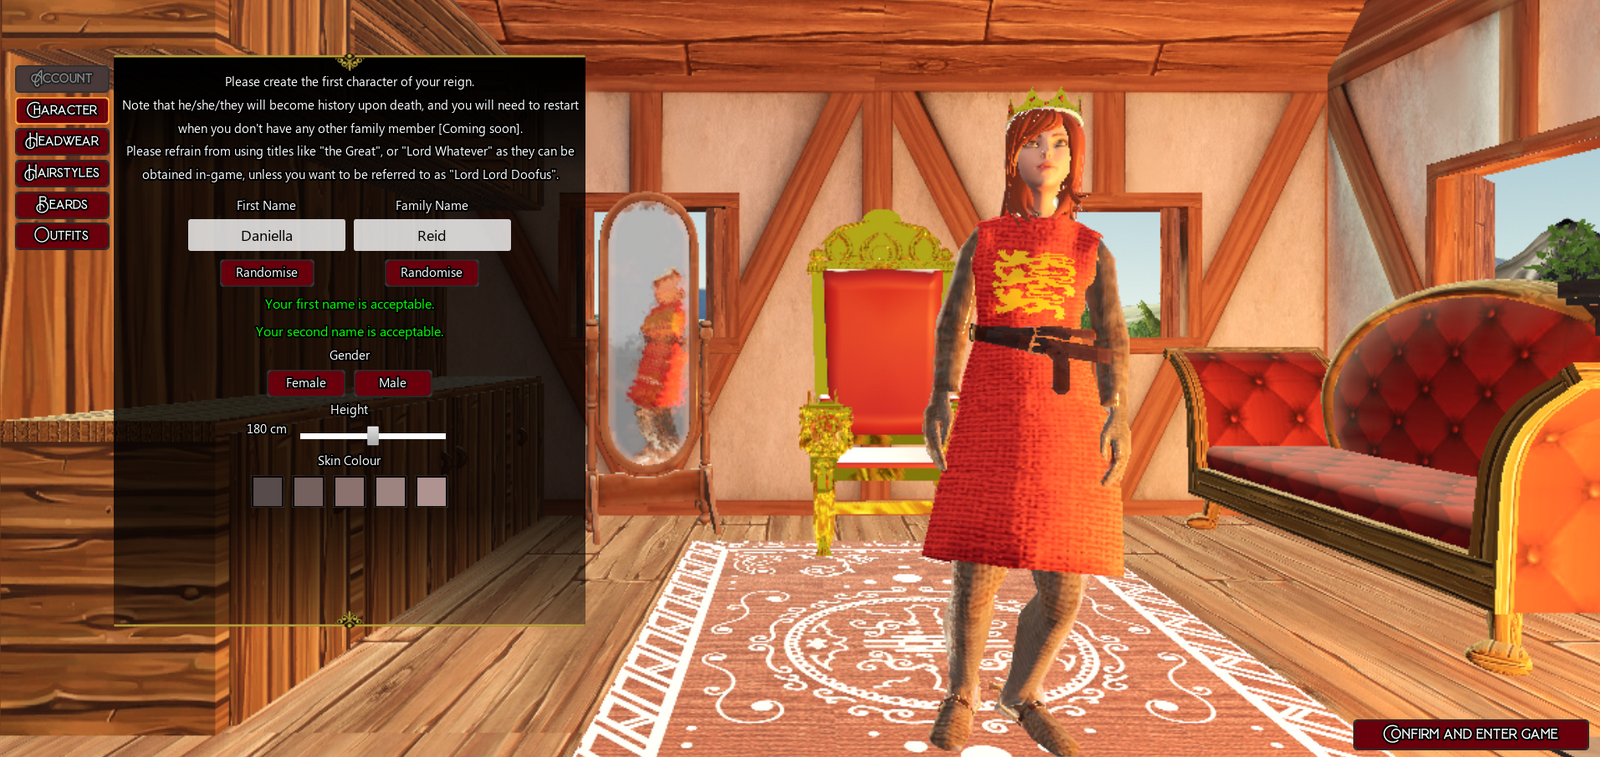 Account
Character
Headwear
Hairstyles
Beards
Outfits
Please create the first character of your reign.
Note that he/she/they will become history upon death, and you will need to restart
when you don't have any other family member [Coming soon].
Please refrain from using titles like "the Great", or "Lord Whatever" as they can be
obtained in-game, unless you want to be referred to as "Lord Lord Doofus".
First Name Family Name
Daniella Reid
Randomise Randomise
Your first name is acceptable.
Your second name is acceptable.
Gender
Female Male
Height
180 cm
Skin Colour
Confirm and enter game